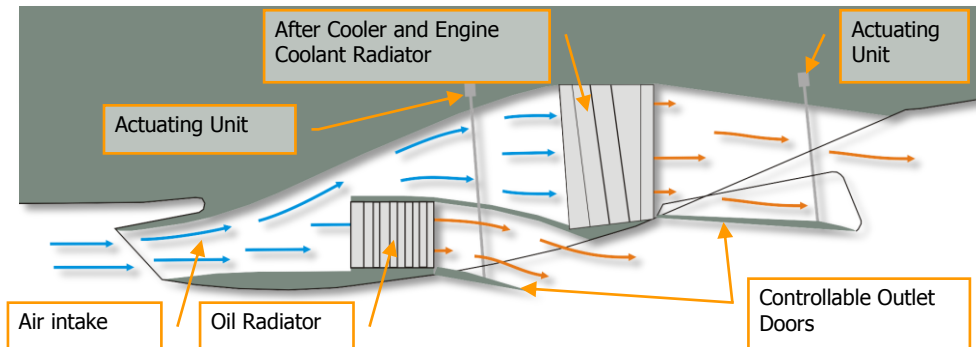 After Cooler and Engine
Coolant Radiator
Actuating
Unit
Actuating Unit
Air intake
Oil Radiator
Controllable Outlet
Doors